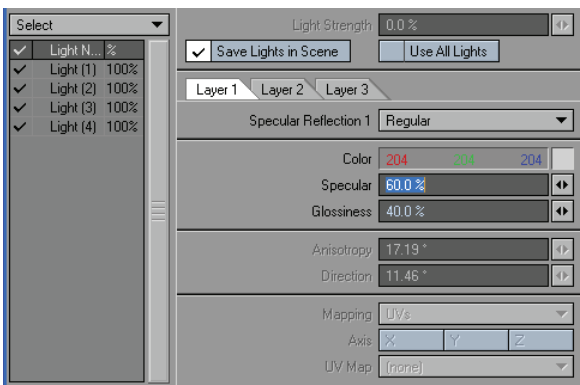 Select
Light N... %
Light (1) 100%
Light (2) 100%
Light (3) 100%
Light (4) 100%
Light Strength 0.0 %
Save Lights in Scene Use All Lights
Layer 1 Layer 2 Layer 3
Specular Reflection 1 Regular
Color 204 204 204
Specular 60.0 %
Glossiness 40.0 %
Anisotropy 17.19 °
Direction 11.46 °
Mapping UVs
Axis X Y Z
UV Map (none)